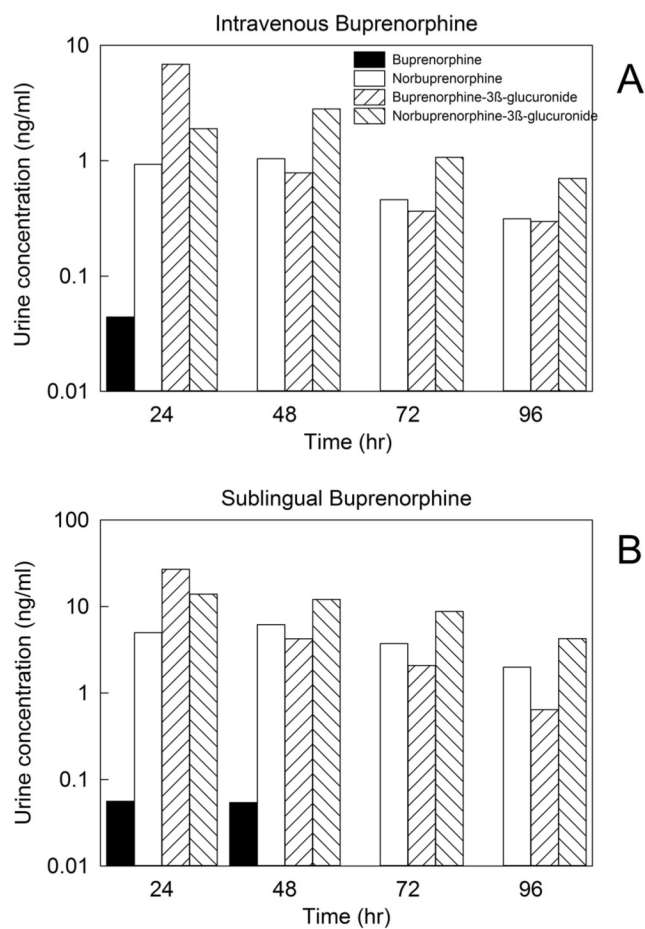 Intravenous Buprenorphine
10
1
0.1
0.01
Urine concentration (ng/ml)
Buprenorphine
Norbuprenorphine
Buprenorphine-3ß-glucuronide
Norbuprenorphine-3ß-glucuronide
A
24 48 72 96
Time (hr)
Sublingual Buprenorphine
100
10
1
0.1
0.01
Urine concentration (ng/ml)
B
24 48 72 96
Time (hr)